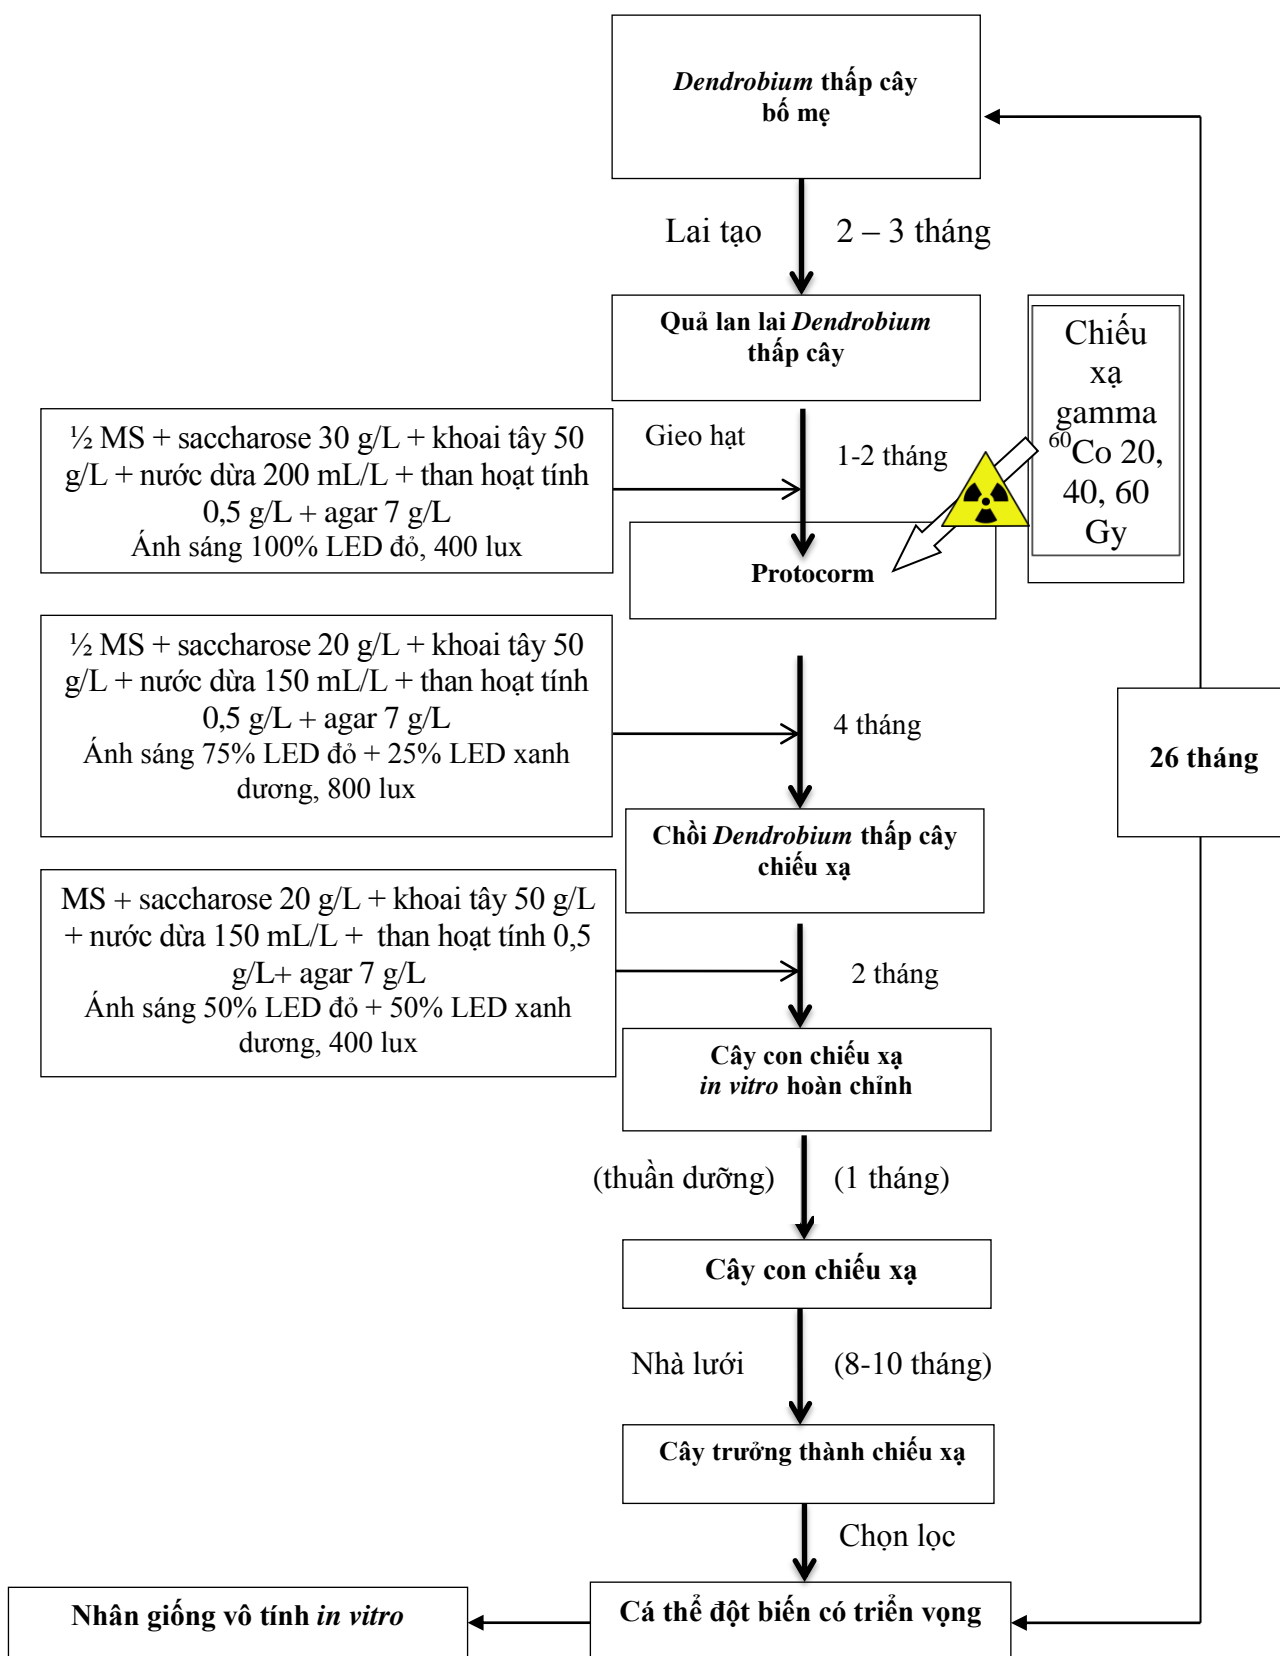 Dendrobium thấp cây
bố mẹ
Lai tạo
2 – 3 tháng
Quả lan lai Dendrobium
thấp cây
Chiếu
xạ
gamma
⁶⁰Co 20,
40, 60
Gy
½ MS + saccharose 30 g/L + khoai tây 50
g/L + nước dừa 200 mL/L + than hoạt tính
0,5 g/L + agar 7 g/L
Ánh sáng 100% LED đỏ, 400 lux
Gieo hạt
1-2 tháng
Protocorm
½ MS + saccharose 20 g/L + khoai tây 50
g/L + nước dừa 150 mL/L + than hoạt tính
0,5 g/L + agar 7 g/L
Ánh sáng 75% LED đỏ + 25% LED xanh
dương, 800 lux
4 tháng
26 tháng
Chồi Dendrobium thấp cây
chiếu xạ
MS + saccharose 20 g/L + khoai tây 50 g/L
+ nước dừa 150 mL/L + than hoạt tính 0,5
g/L+ agar 7 g/L
Ánh sáng 50% LED đỏ + 50% LED xanh
dương, 400 lux
2 tháng
Cây con chiếu xạ
in vitro hoàn chỉnh
(thuần dưỡng)
(1 tháng)
Cây con chiếu xạ
Nhà lưới
(8-10 tháng)
Cây trưởng thành chiếu xạ
Chọn lọc
Cá thể đột biến có triển vọng
Nhân giống vô tính in vitro